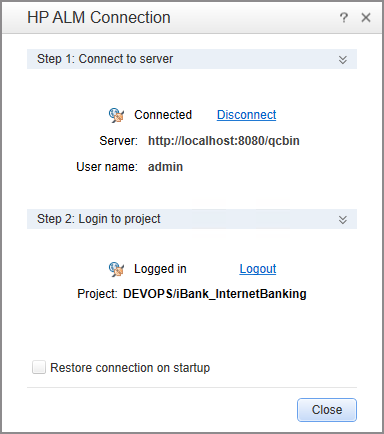 HP ALM Connection ? ×
Step 1: Connect to server
Connected Disconnect
Server: http://localhost:8080/qcbin
User name: admin
Step 2: Login to project
Logged in Logout
Project: DEVOPS/iBank_InternetBanking
Restore connection on startup
Close